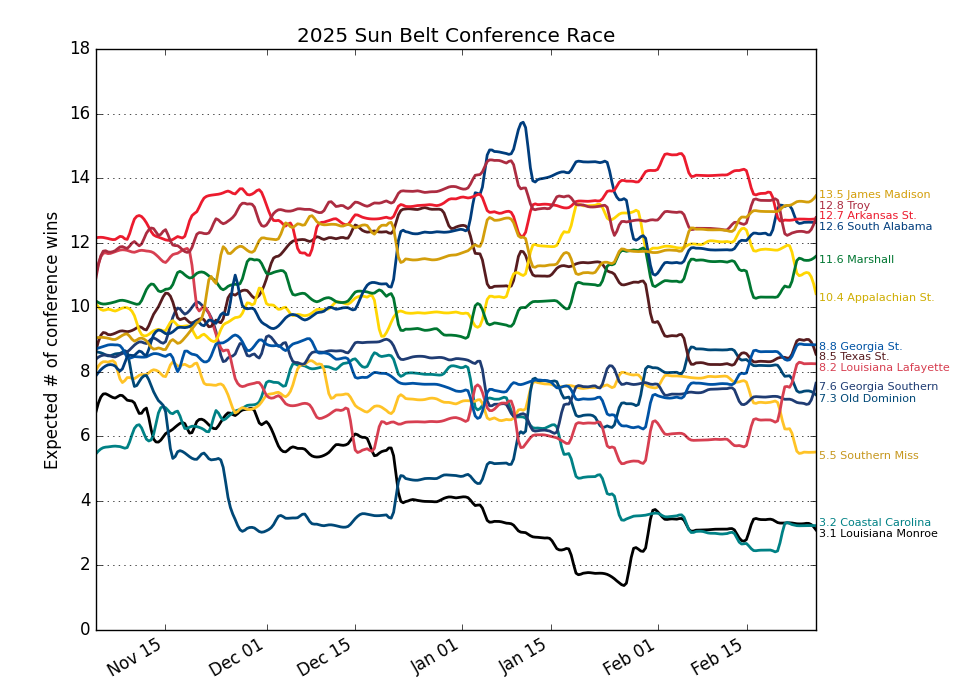 2025 Sun Belt Conference Race
Expected # of conference wins
18
16
14
12
10
8
6
4
2
0
Nov 15
Dec 01
Dec 15
Jan 01
Jan 15
Feb 01
Feb 15
13.5 James Madison
12.8 Troy
12.7 Arkansas St.
12.6 South Alabama
11.6 Marshall
10.4 Appalachian St.
8.8 Georgia St.
8.5 Texas St.
8.2 Louisiana Lafayette
7.6 Georgia Southern
7.3 Old Dominion
5.5 Southern Miss
3.2 Coastal Carolina
3.1 Louisiana Monroe